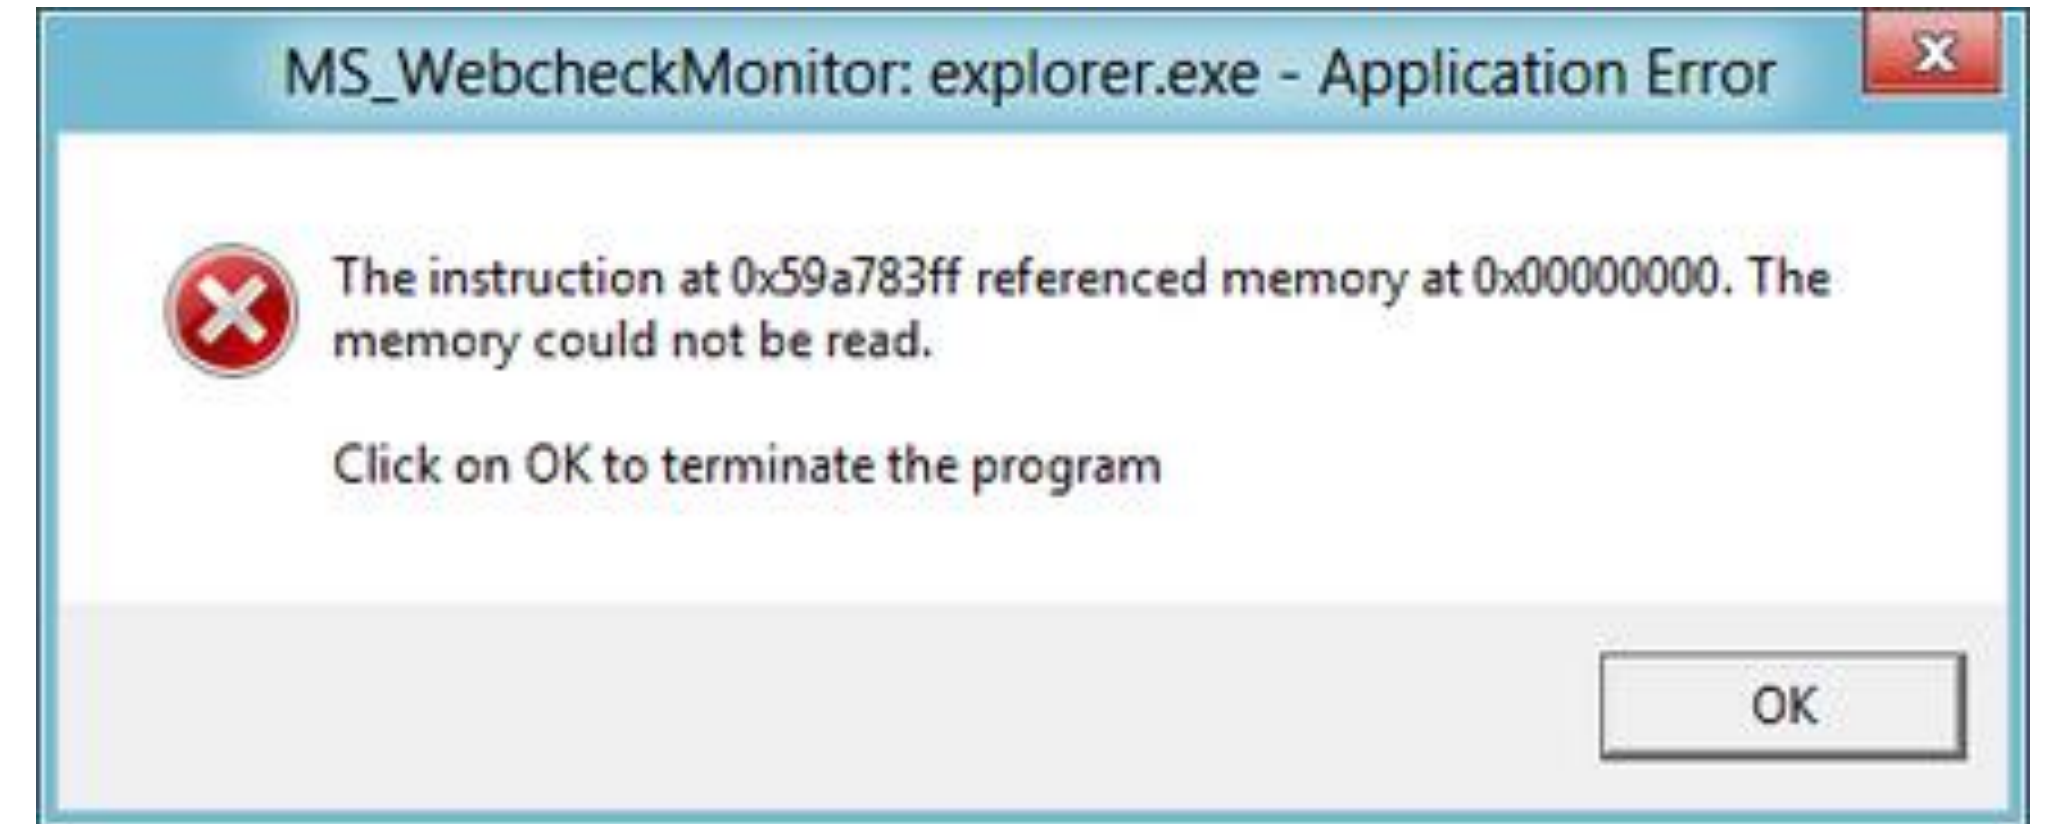 MS_WebcheckMonitor: explorer.exe - Application Error
The instruction at 0x59a783ff referenced memory at 0x00000000. The
memory could not be read.
Click on OK to terminate the program
OK